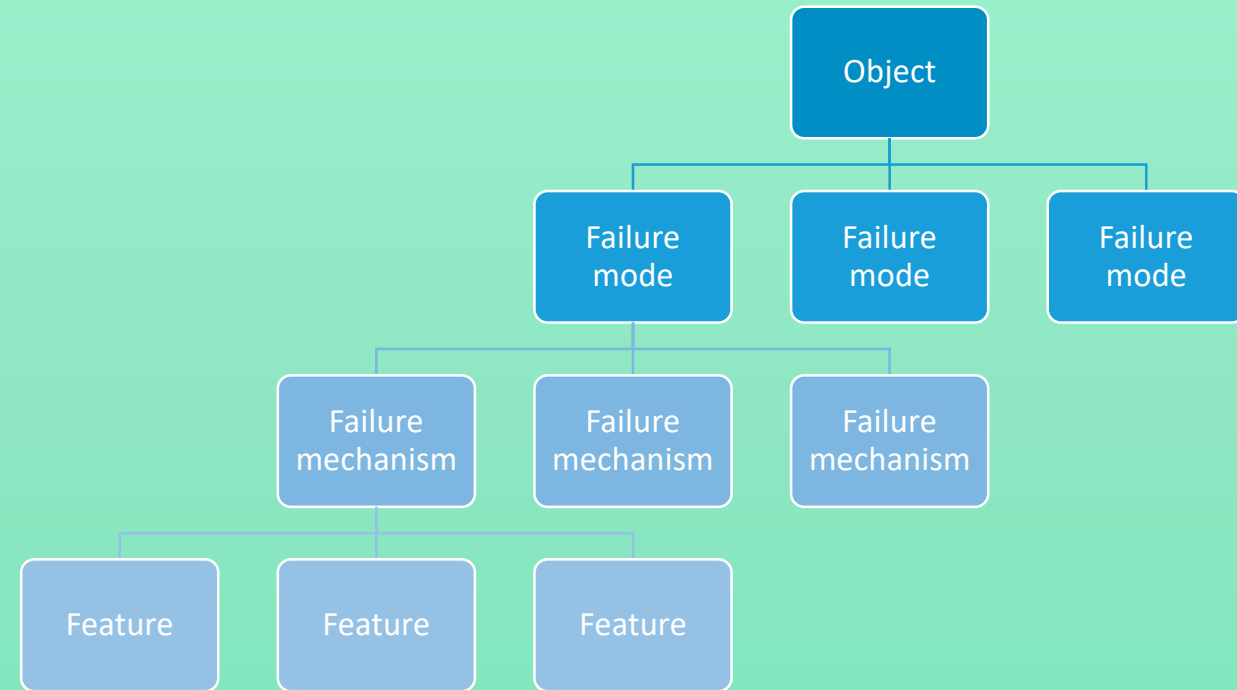 Object
Failure
mode
Failure
mode
Failure
mode
Failure
mechanism
Failure
mechanism
Failure
mechanism
Feature
Feature
Feature